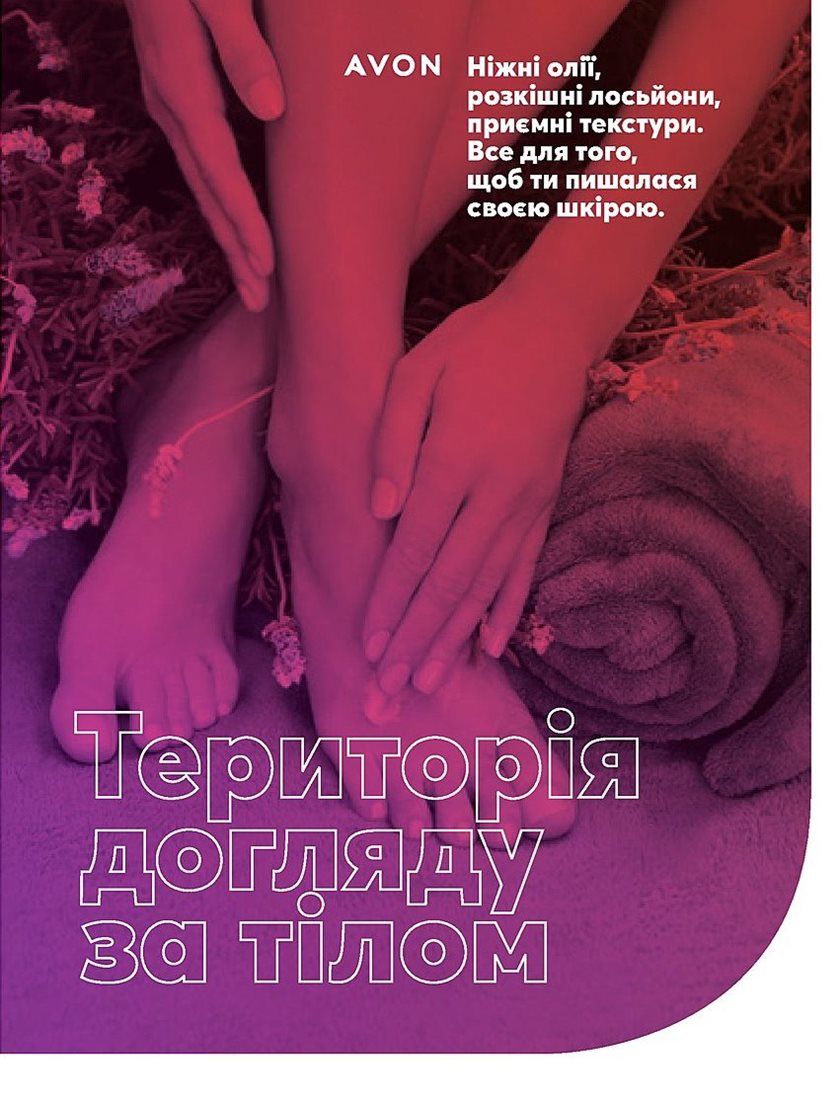 AVON
Ніжні олії,
розкішні лосьйони,
приємні текстури.
Все для того,
щоб ти пишалася
своєю шкірою.
Територія
догляду
за тілом